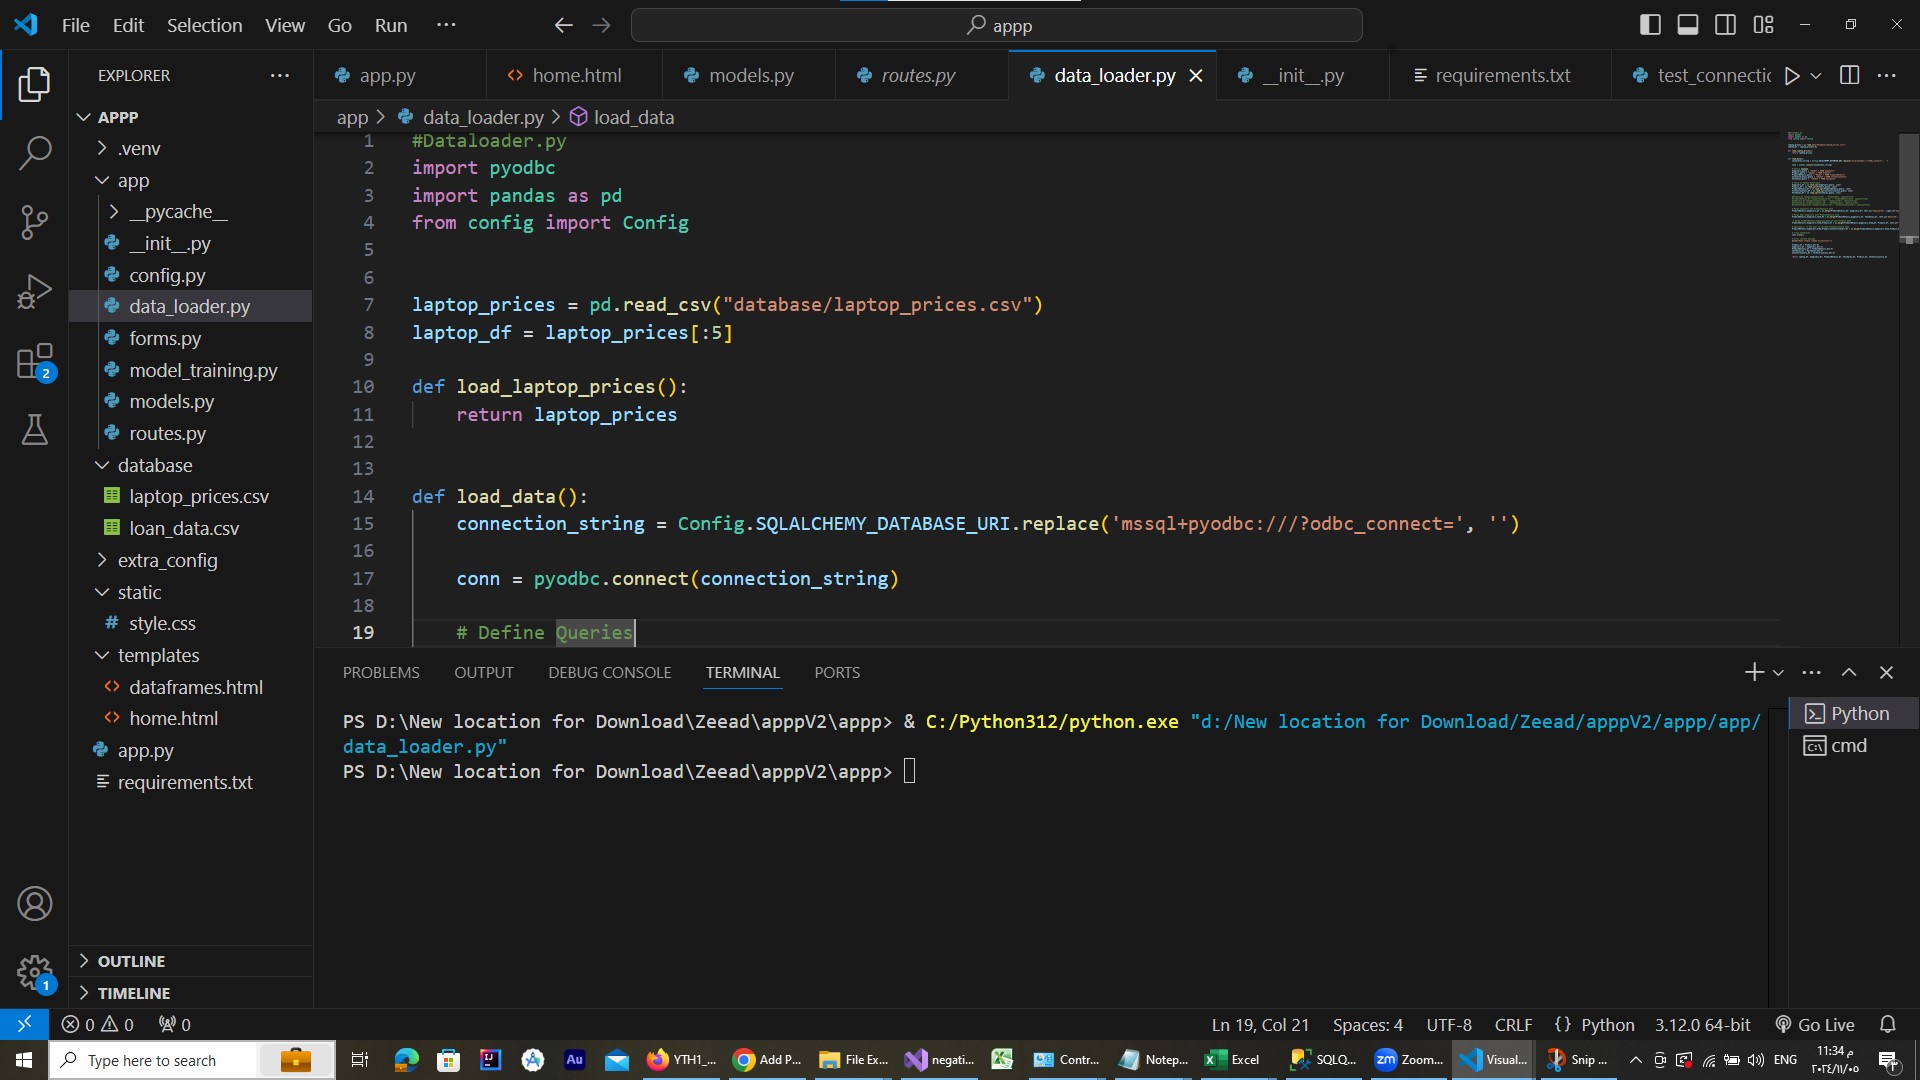 File Edit Selection View Go Run ···
appp
EXPLORER ···
app.py
home.html
models.py
routes.py
data_loader.py
__init__.py
requirements.txt
test_connectic
app > data_loader.py > load_data
APPP
.venv
app
__pycache__
__init__.py
config.py
data_loader.py
forms.py
model_training.py
models.py
routes.py
database
laptop_prices.csv
loan_data.csv
extra_config
static
style.css
templates
dataframes.html
home.html
app.py
requirements.txt
OUTLINE
TIMELINE
2
1
1 #Dataloader.py
2 import pyodbc
3 import pandas as pd
4 from config import Config
5
6
7 laptop_prices = pd.read_csv("database/laptop_prices.csv")
8 laptop_df = laptop_prices[:5]
9
10 def load_laptop_prices():
11 return laptop_prices
12
13
14 def load_data():
15 connection_string = Config.SQLALCHEMY_DATABASE_URI.replace('mssql+pyodbc:///?odbc_connect=', '')
16
17 conn = pyodbc.connect(connection_string)
18
19 # Define Queries
PROBLEMS OUTPUT DEBUG CONSOLE TERMINAL PORTS
PS D:\New location for Download\Zeead\apppV2\appp> & C:/Python312/python.exe "d:/New location for Download/Zeead/apppV2/appp/app/
data_loader.py"
PS D:\New location for Download\Zeead\apppV2\appp>
Python
cmd
0 0 0
Ln 19, Col 21 Spaces: 4 UTF-8 CRLF {} Python 3.12.0 64-bit Go Live
Type here to search
Au
YTH1_...
Add P...
File Ex...
negati...
Contr...
Notep...
Excel
SQLQ...
zm Zoom...
Visual...
Snip ...
ENG
11:34 م
٢٠٢٤/١١/٠٥